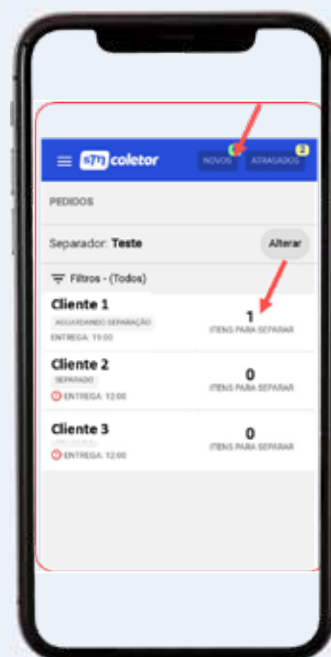 sm coletor NOVOS ATRASADOS 2
PEDIDOS
Separador: Teste Alterar
Filtros - (Todos)
Cliente 1
AGUARDANDO SEPARAÇÃO
ENTREGA: 19:00
1
ITENS PARA SEPARAR
Cliente 2
SEPARADO
ENTREGA: 12:00
0
ITENS PARA SEPARAR
Cliente 3
ENTREGA: 12:00
0
ITENS PARA SEPARAR